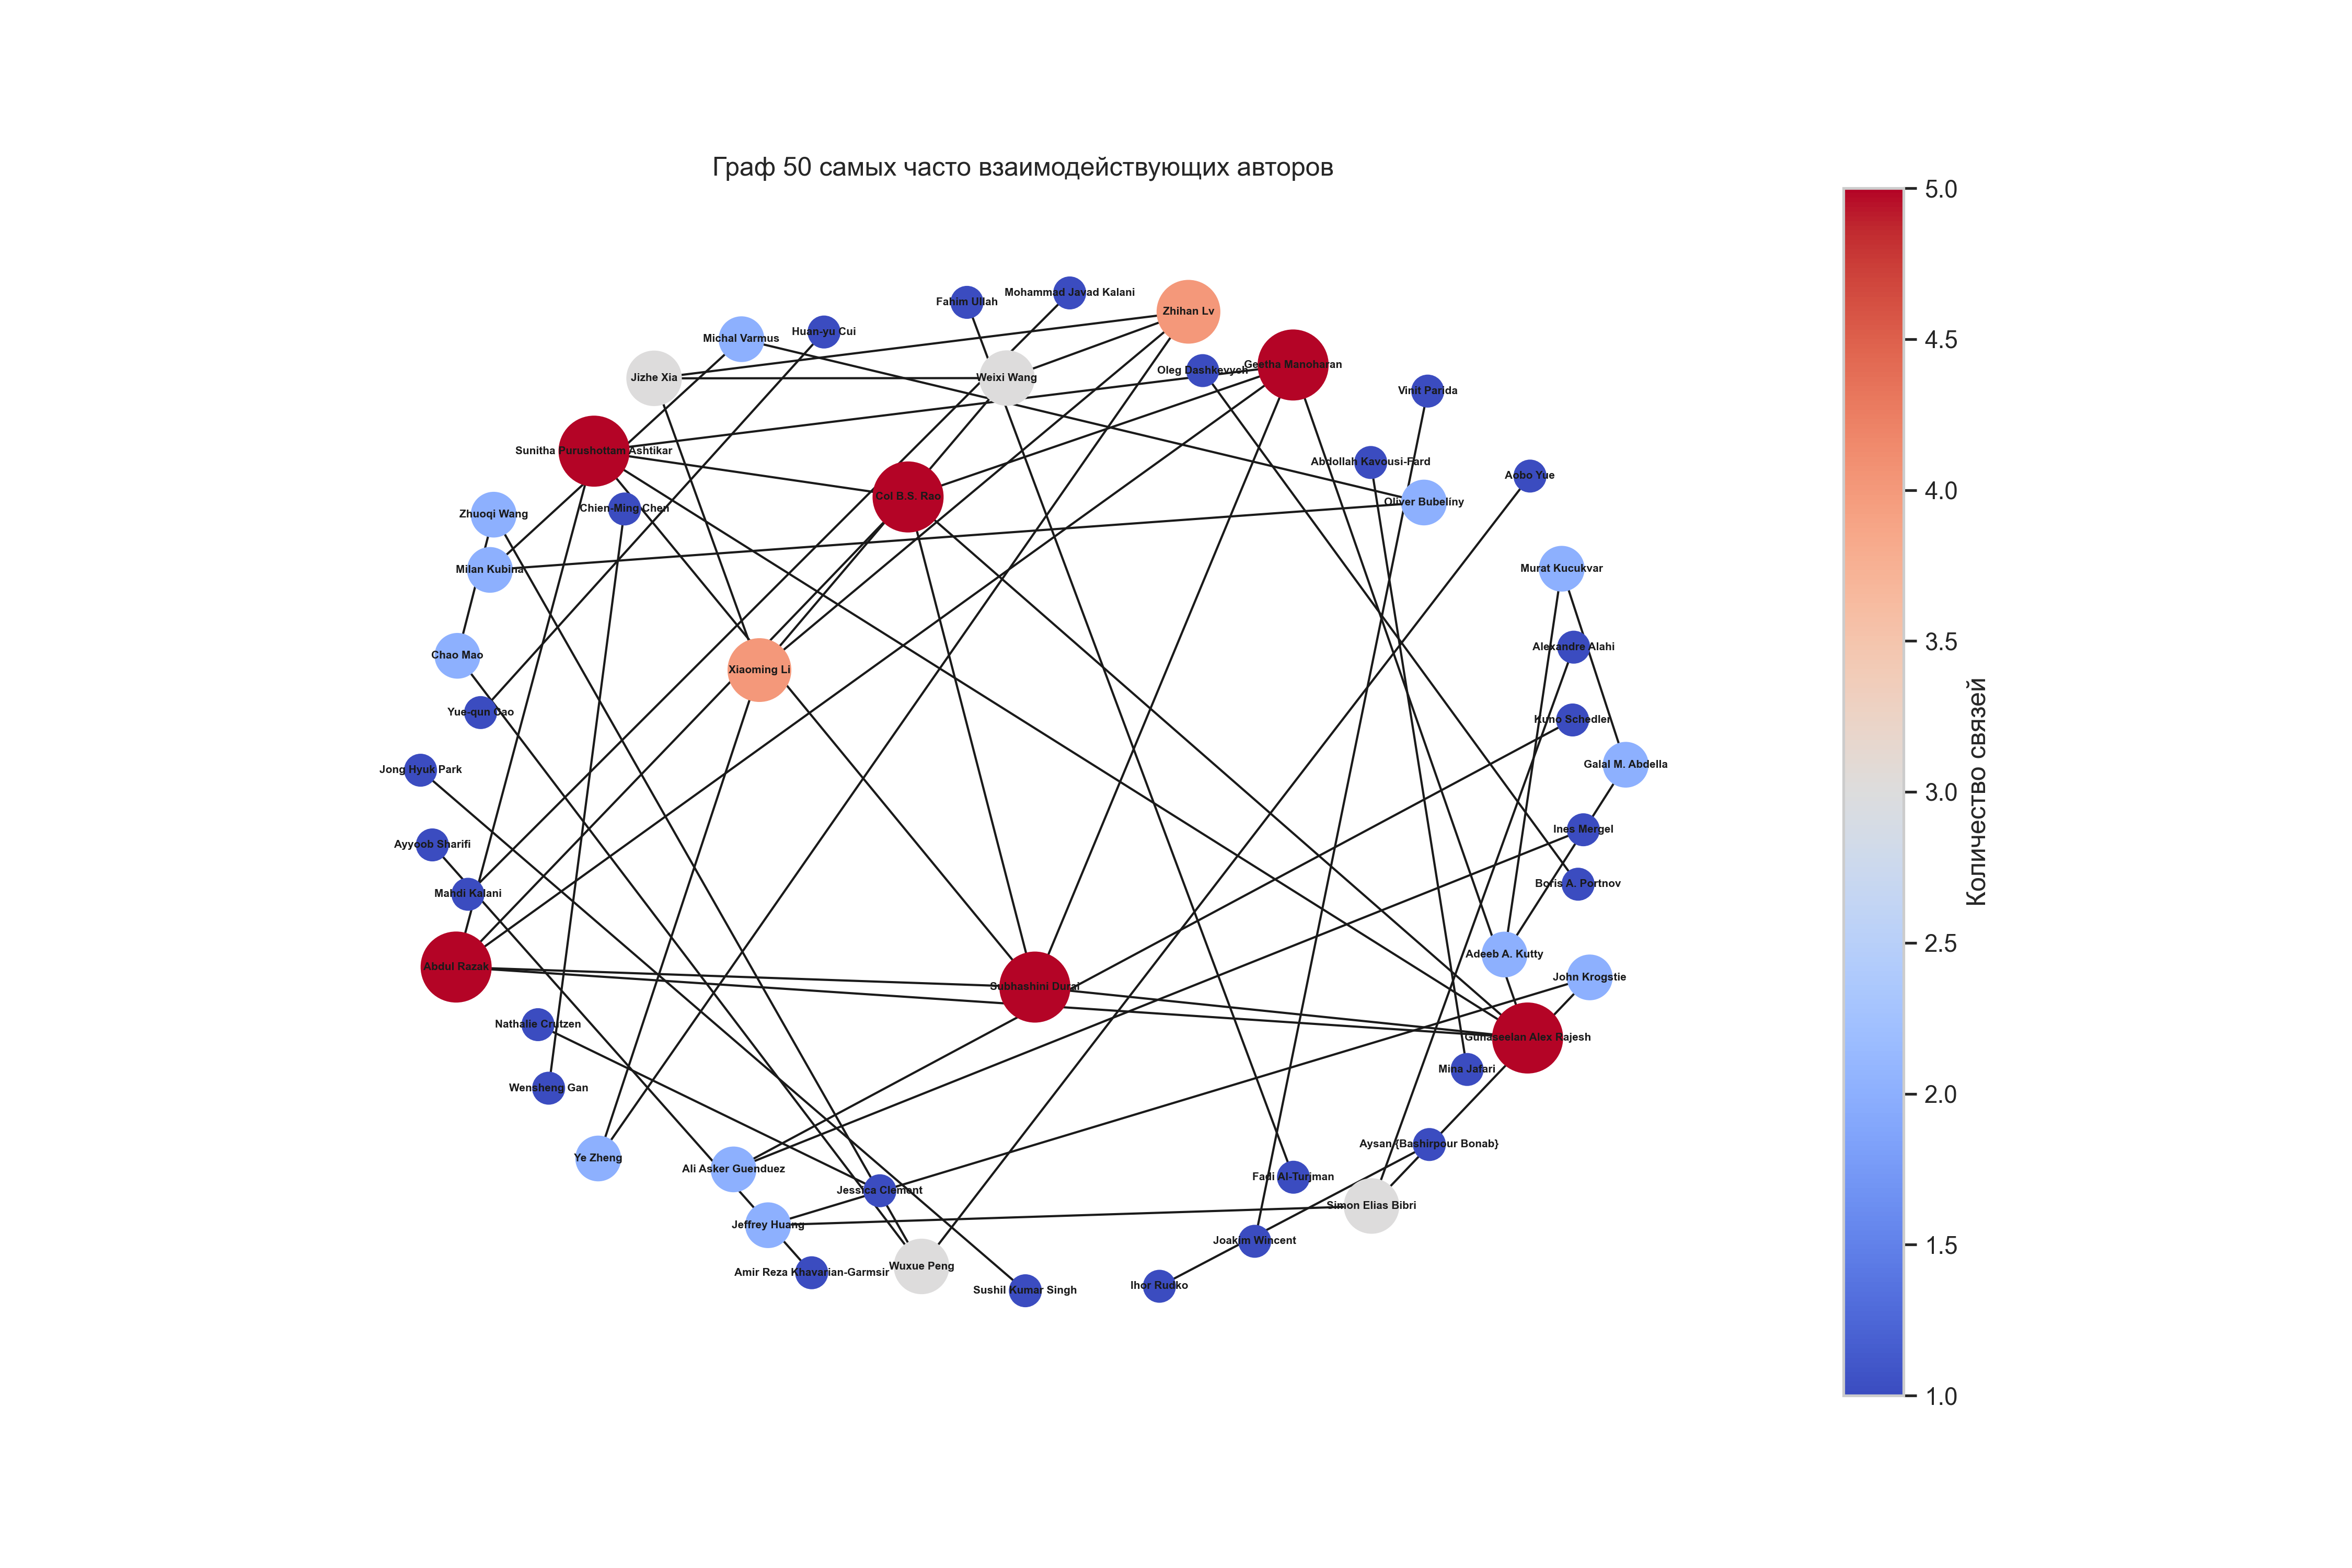 Граф 50 самых часто взаимодействующих авторов
Mohammad Javad Kalani
Fahim Ullah
Zhihan Lv
Huan-yu Cui
Michal Varmus
Geetha Manoharan
Oleg Dashkevych
Jizhe Xia
Weixi Wang
Vinit Parida
Sunitha Purushottam Ashtikar
Abdollah Kavousi-Fard
Aobo Yue
Col B.S. Rao
Oliver Bubeliny
Chien-Ming Chen
Zhuoqi Wang
Milan Kubina
Murat Kucukvar
Alexandre Alahi
Chao Mao
Xiaoming Li
Yue-qun Cao
Kuno Schedler
Galal M. Abdella
Jong Hyuk Park
Ines Mergel
Ayyoob Sharifi
Boris A. Portnov
Mahdi Kalani
Adeeb A. Kutty
Abdul Razak
John Krogstie
Subhashini Durai
Nathalie Crutzen
Gunaseelan Alex Rajesh
Mina Jafari
Wensheng Gan
Aysan {Bashirpour Bonab}
Ye Zheng
Ali Asker Guenduez
Fadi Al-Turjman
Jessica Clement
Simon Elias Bibri
Jeffrey Huang
Joakim Wincent
Wuxue Peng
Amir Reza Khavarian-Garmsir
Ihor Rudko
Sushil Kumar Singh
5.0
4.5
4.0
3.5
3.0
2.5
2.0
1.5
1.0
Количество связей